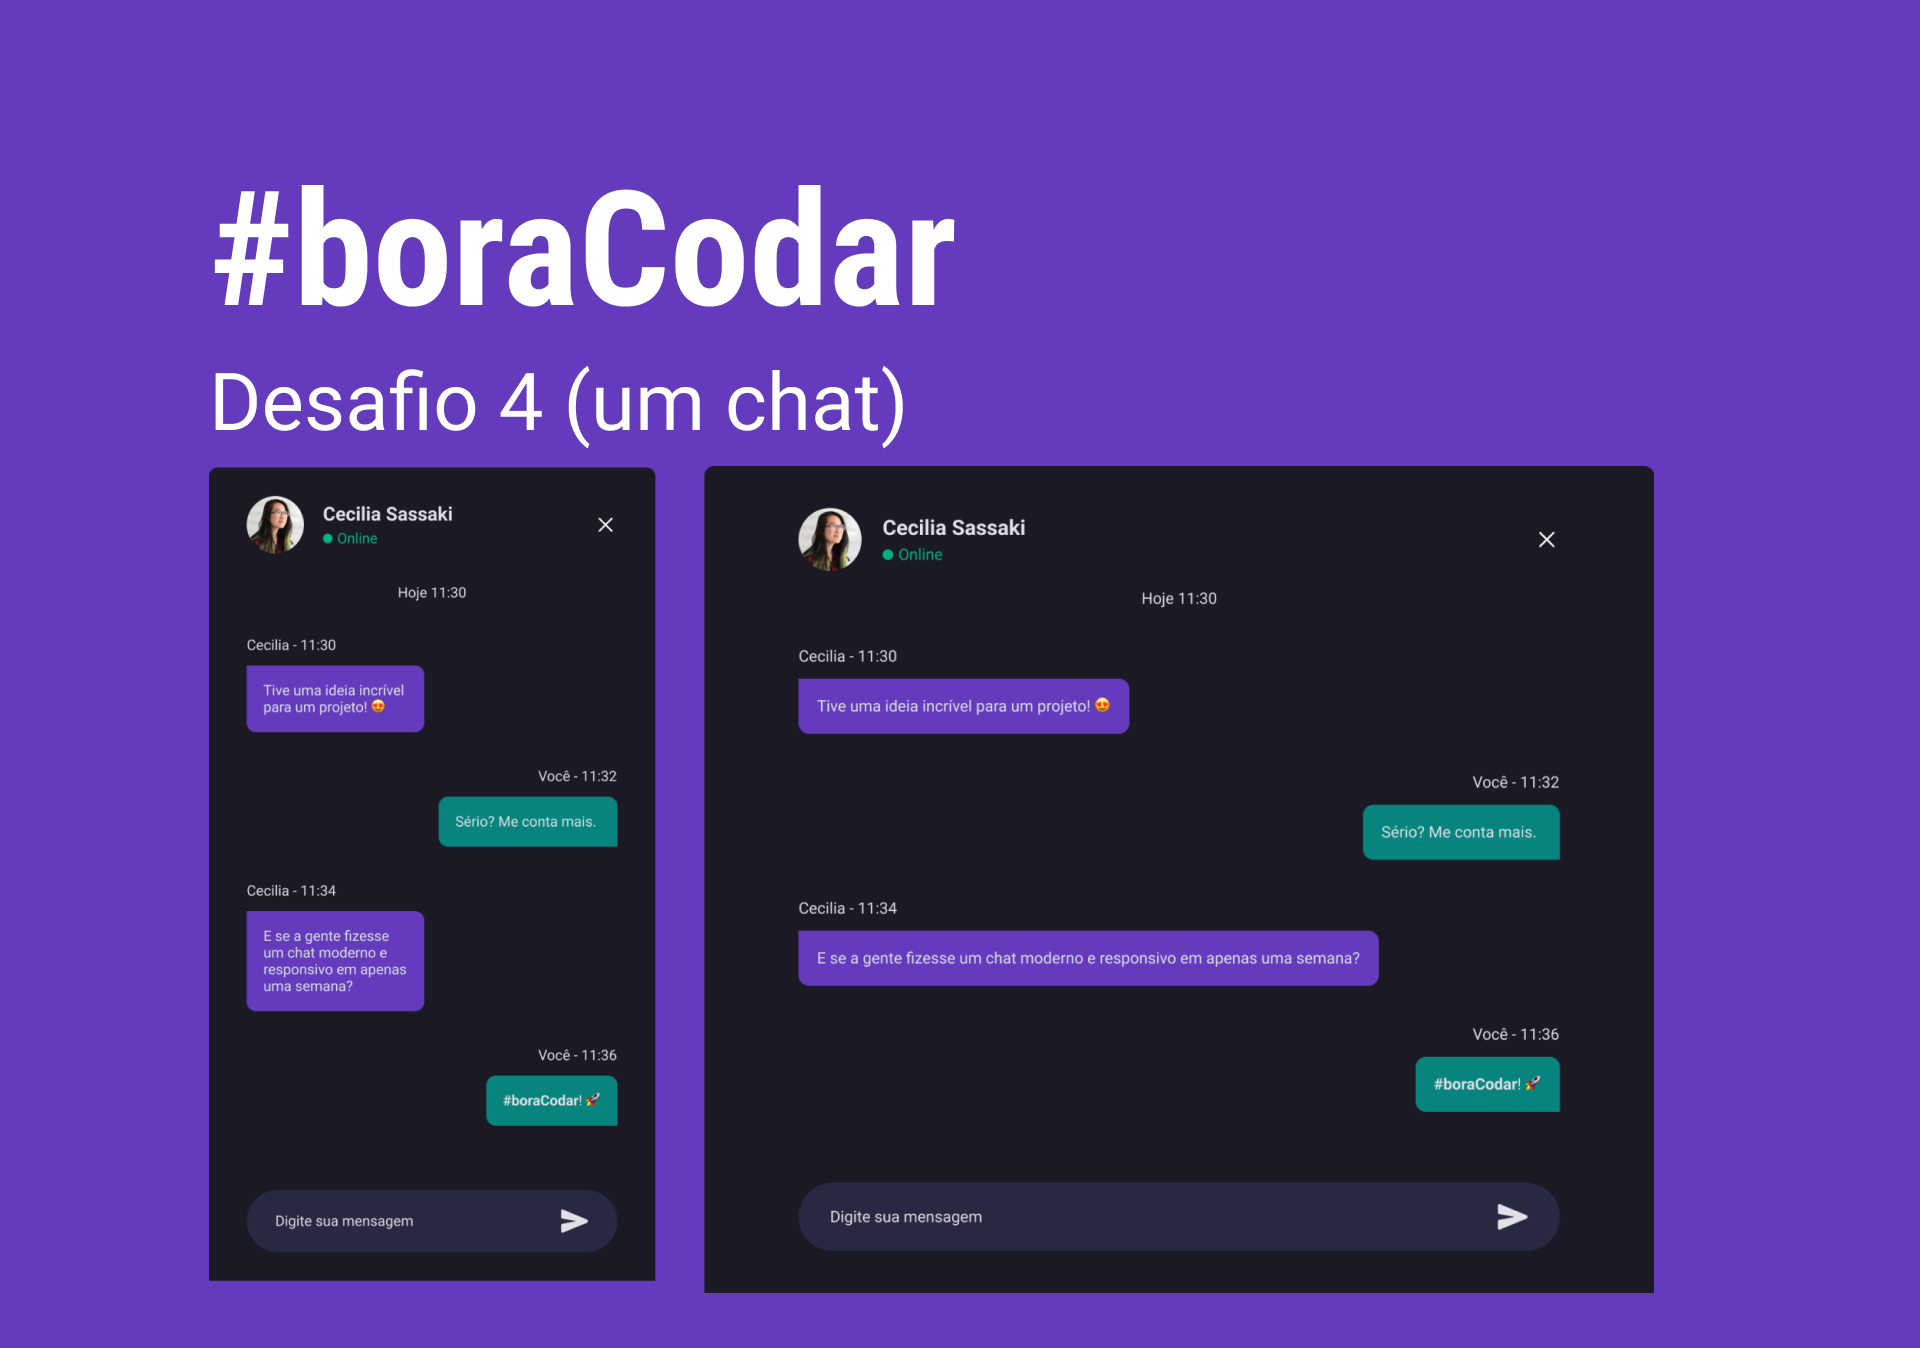 #boraCodar
Desafio 4 (um chat)
Cecilia Sassaki
Online
Hoje 11:30
Cecilia - 11:30
Tive uma ideia incrível
para um projeto! 😍
Você - 11:32
Sério? Me conta mais.
Cecilia - 11:34
E se a gente fizesse
um chat moderno e
responsivo em apenas
uma semana?
Você - 11:36
#boraCodar! 🚀
Digite sua mensagem
Cecilia Sassaki
Online
Hoje 11:30
Cecilia - 11:30
Tive uma ideia incrível para um projeto! 😍
Você - 11:32
Sério? Me conta mais.
Cecilia - 11:34
E se a gente fizesse um chat moderno e responsivo em apenas uma semana?
Você - 11:36
#boraCodar! 🚀
Digite sua mensagem